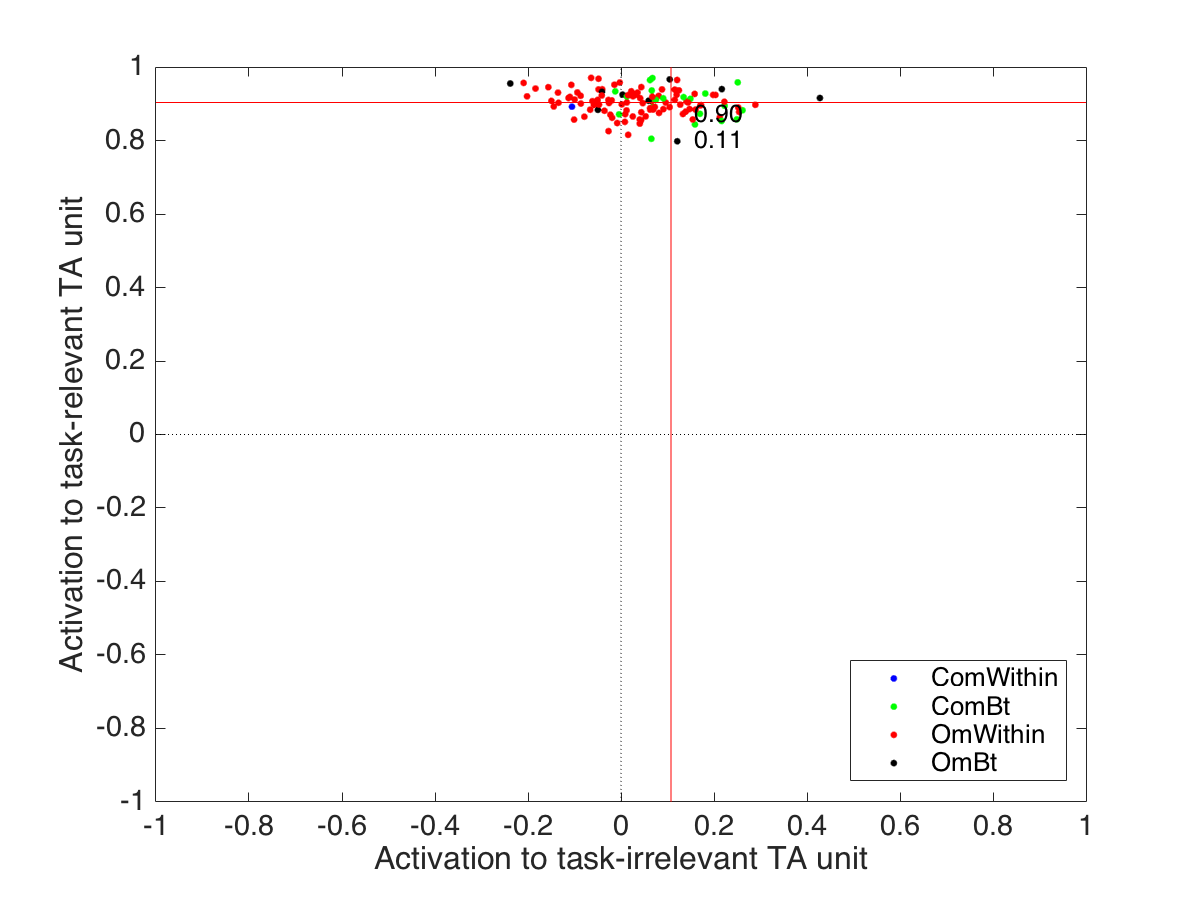 1
0.8
0.6
0.4
0.2
0
-0.2
-0.4
-0.6
-0.8
-1
Activation to task-relevant TA unit
0.90
0.11
ComWithin
ComBt
OmWithin
OmBt
-1 -0.8 -0.6 -0.4 -0.2 0 0.2 0.4 0.6 0.8 1
Activation to task-irrelevant TA unit